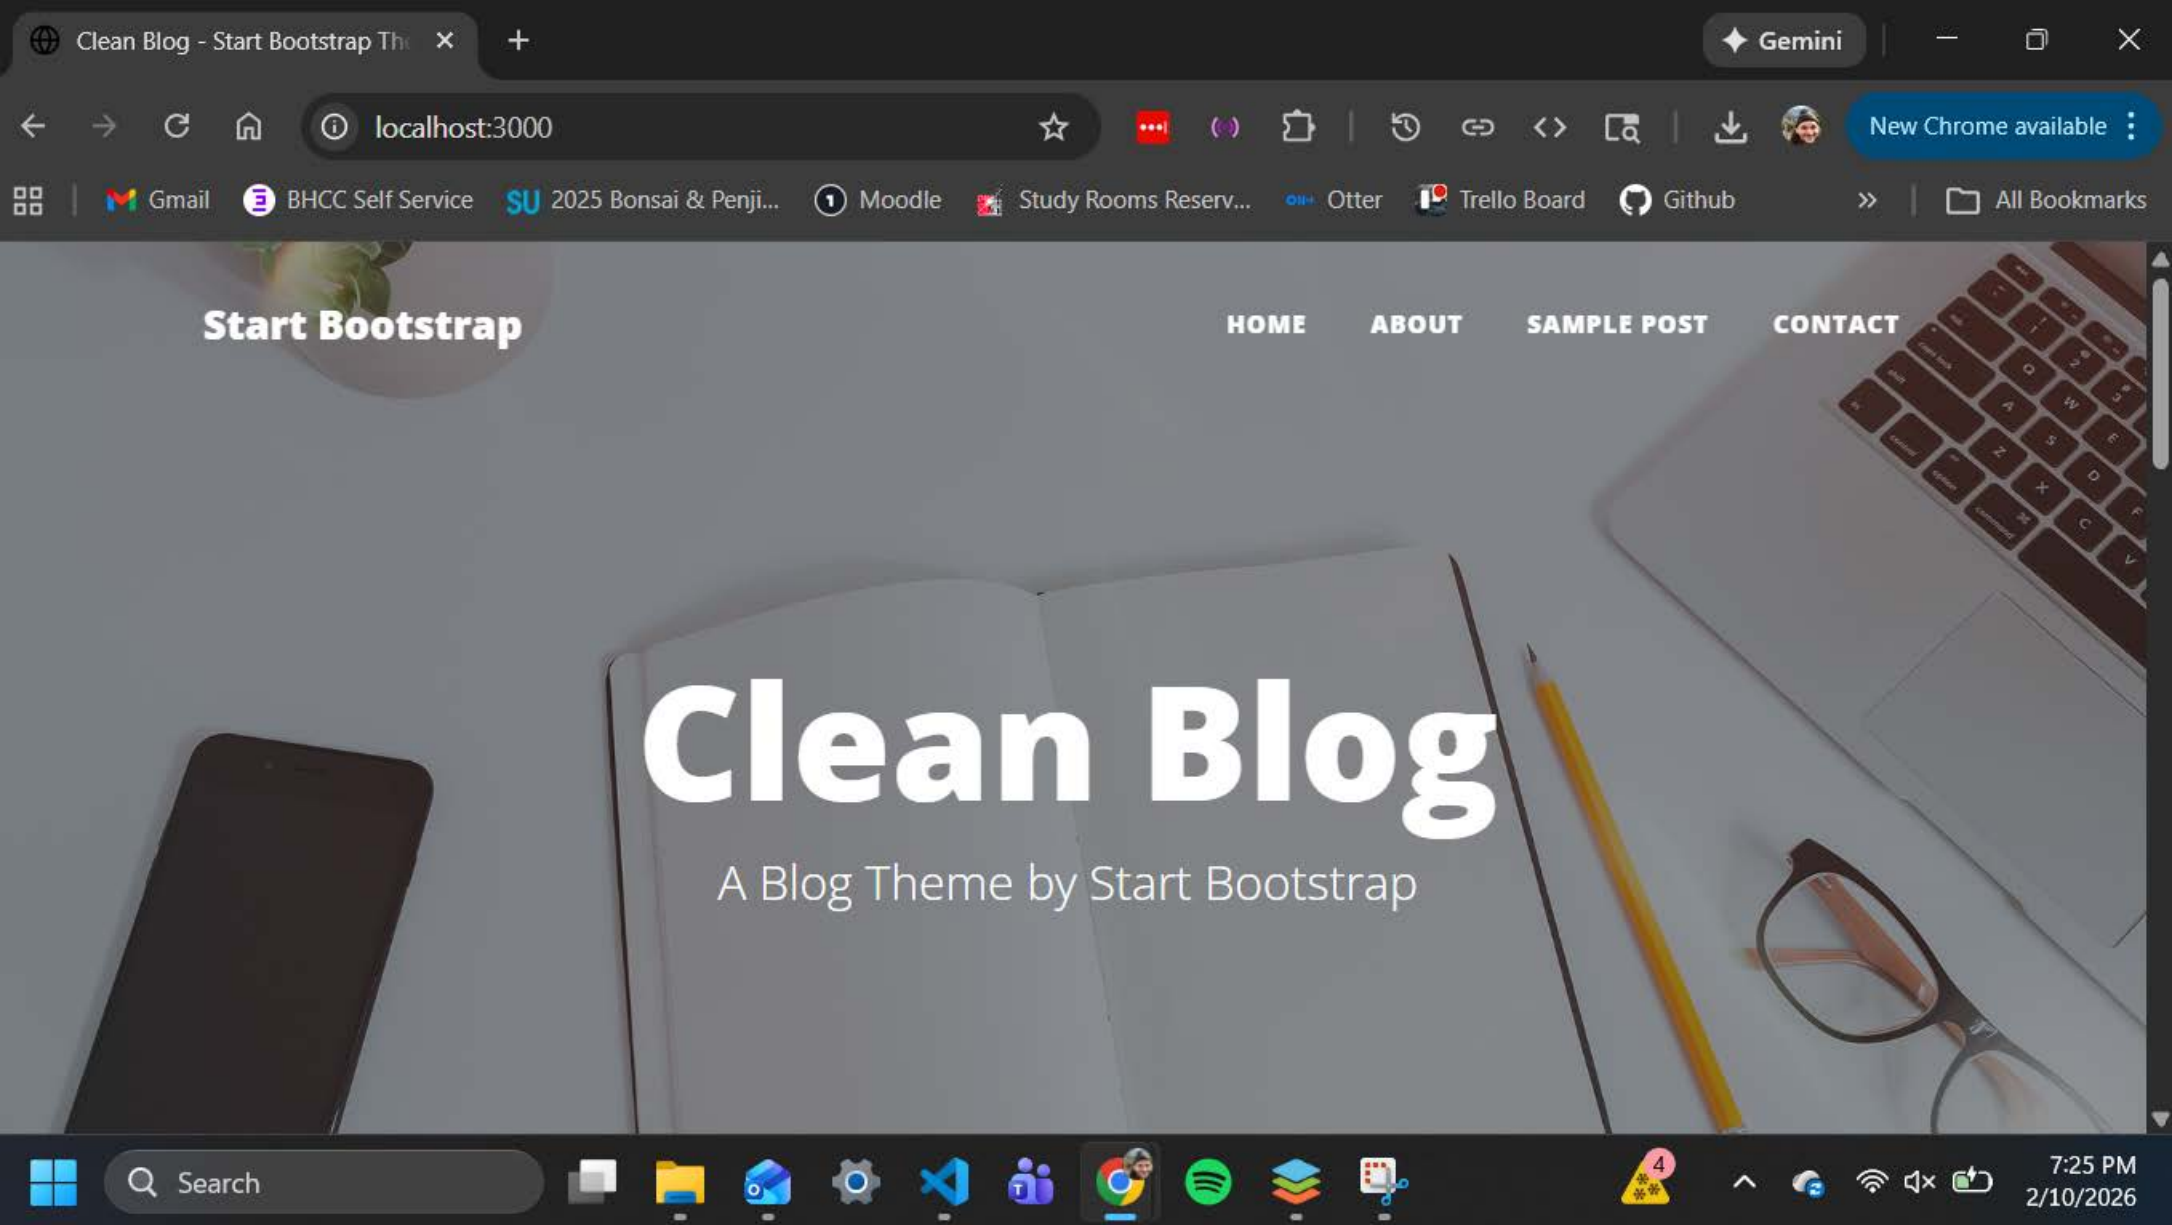 Clean Blog - Start Bootstrap Th
Gemini
localhost:3000
New Chrome available
Gmail
BHCC Self Service
SU 2025 Bonsai & Penji...
Moodle
Study Rooms Reserv...
Otter
Trello Board
Github
All Bookmarks
Start Bootstrap
HOME
ABOUT
SAMPLE POST
CONTACT
Clean Blog
A Blog Theme by Start Bootstrap
Search
4
7:25 PM
2/10/2026